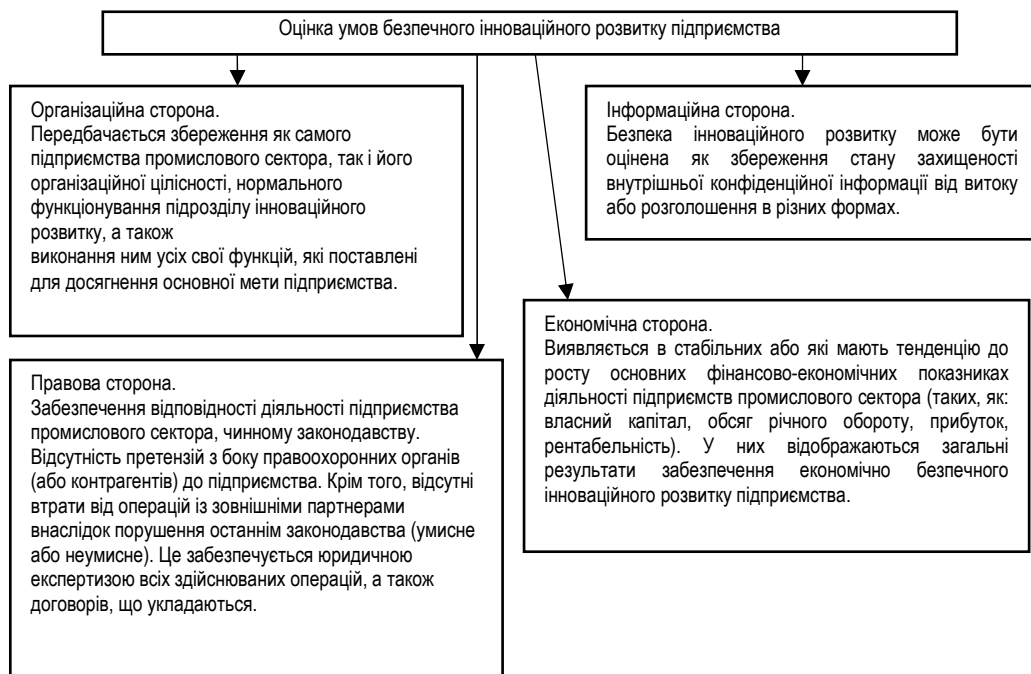 Оцінка умов безпечного інноваційного розвитку підприємства
Організаційна сторона.
Передбачається збереження як самого
підприємства промислового сектора, так і його
організаційної цілісності, нормального
функціонування підрозділу інноваційного
розвитку, а також
виконання ним усіх свої функцій, які поставлені
для досягнення основної мети підприємства.
Інформаційна сторона.
Безпека інноваційного розвитку може бути
оцінена як збереження стану захищеності
внутрішньої конфіденційної інформації від витоку
або розголошення в різних формах.
Правова сторона.
Забезпечення відповідності діяльності підприємства
промислового сектора, чинному законодавству.
Відсутність претензій з боку правоохоронних органів
(або контрагентів) до підприємства. Крім того, відсутні
втрати від операцій із зовнішніми партнерами
внаслідок порушення останнім законодавства (умисне
або неумисне). Це забезпечується юридичною
експертизою всіх здійснюваних операцій, а також
договорів, що укладаються.
Економічна сторона.
Виявляється в стабільних або які мають тенденцію до
росту основних фінансово-економічних показниках
діяльності підприємств промислового сектора (таких, як:
власний капітал, обсяг річного обороту, прибуток,
рентабельність). У них відображаються загальні
результати забезпечення економічно безпечного
інноваційного розвитку підприємства.